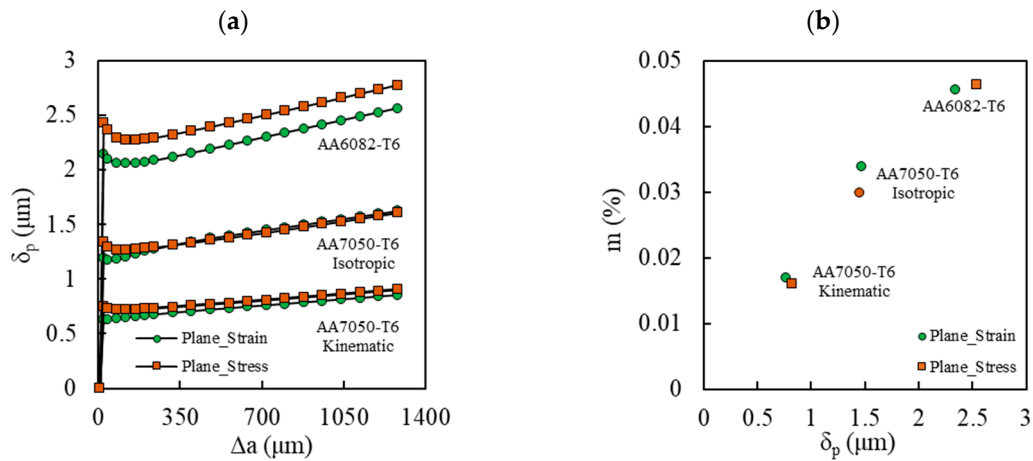 (a)
3
2.5
2
1.5
1
0.5
0
δp (μm)
AA6082-T6
AA7050-T6
Isotropic
AA7050-T6
Kinematic
Plane_Strain
Plane_Stress
0 350 700 1050 1400
Δa (μm)
(b)
0.05
0.04
0.03
0.02
0.01
0
m (%)
AA6082-T6
AA7050-T6
Isotropic
AA7050-T6
Kinematic
Plane_Strain
Plane_Stress
0 0.5 1 1.5 2 2.5 3
δp (μm)